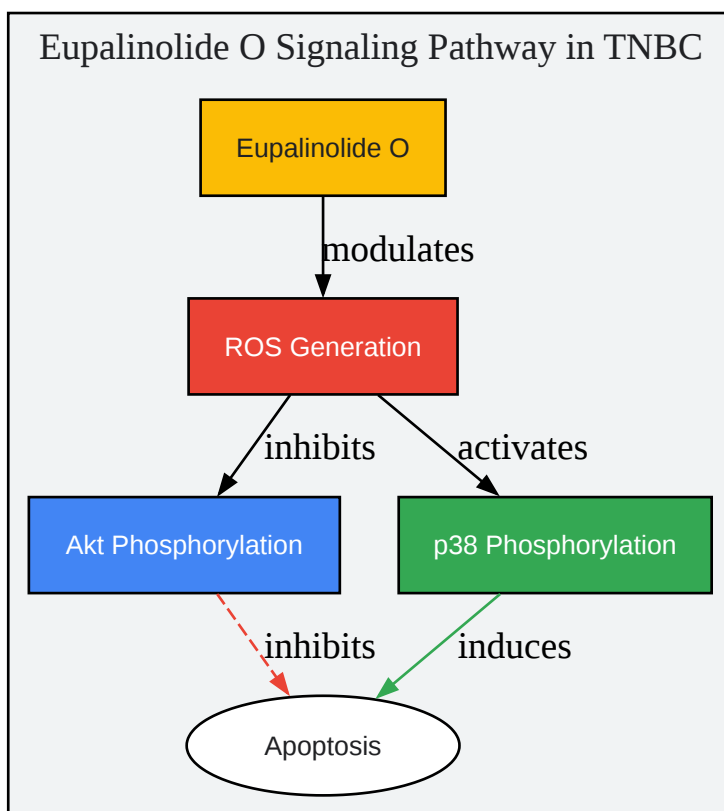 Eupalinolide O Signaling Pathway in TNBC
Eupalinolide O
modulates
ROS Generation
inhibits
activates
Akt Phosphorylation
p38 Phosphorylation
inhibits
induces
Apoptosis